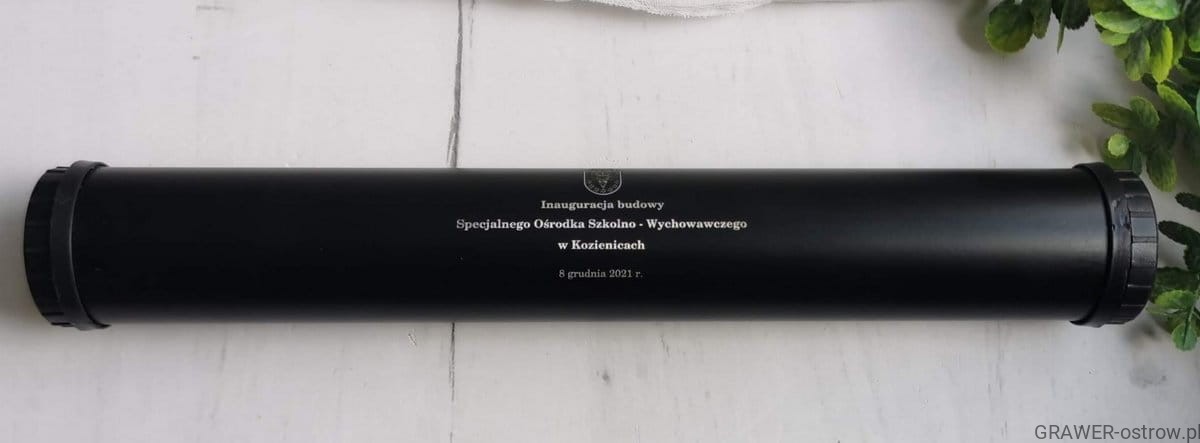 Inauguracja budowy
Specjalnego Ośrodka Szkolno - Wychowawczego
w Kozienicach
8 grudnia 2021 r.
GRAWER-ostrow.pl